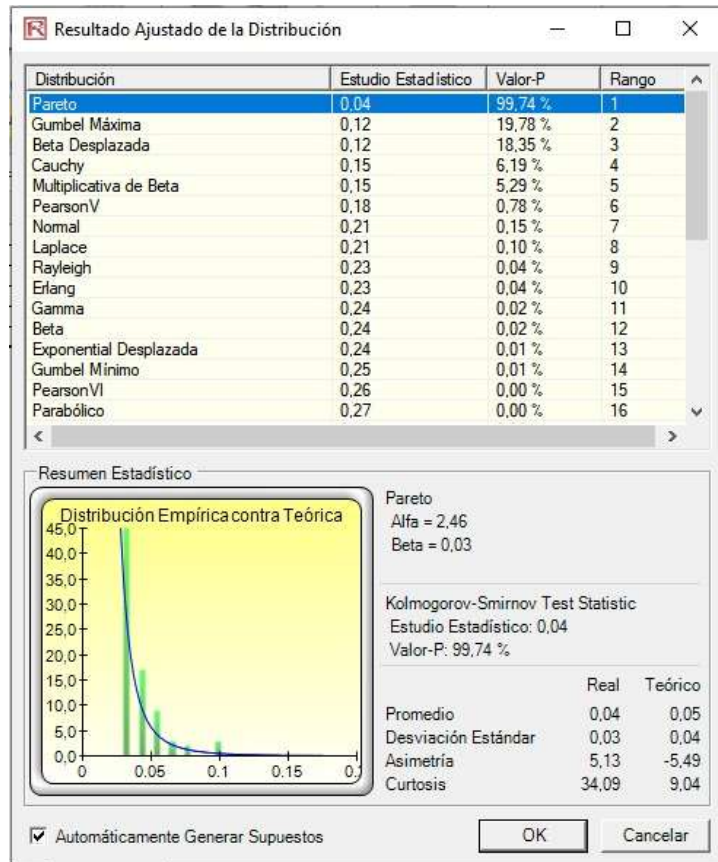 Resultado Ajustado de la Distribución
Distribución Estudio Estadístico Valor-P Rango
Pareto 0,04 99,74 % 1
Gumbel Máxima 0,12 19,78 % 2
Beta Desplazada 0,12 18,35 % 3
Cauchy 0,15 6,19 % 4
Multiplicativa de Beta 0,15 5,29 % 5
PearsonV 0,18 0,78 % 6
Normal 0,21 0,15 % 7
Laplace 0,21 0,10 % 8
Rayleigh 0,23 0,04 % 9
Erlang 0,23 0,04 % 10
Gamma 0,24 0,02 % 11
Beta 0,24 0,02 % 12
Exponential Desplazada 0,24 0,01 % 13
Gumbel Mínimo 0,25 0,01 % 14
PearsonVI 0,26 0,00 % 15
Parabólico 0,27 0,00 % 16
Resumen Estadístico
Distribución Empírica contra Teórica
45,0
40,0
35,0
30,0
25,0
20,0
15,0
10,0
5,0
0,0
0 0.05 0.1 0.15
Pareto
Alfa = 2,46
Beta = 0,03
Kolmogorov-Smirnov Test Statistic
Estudio Estadístico: 0,04
Valor-P: 99,74 %
Real Teórico
Promedio 0,04 0,05
Desviación Estándar 0,03 0,04
Asimetría 5,13 -5,49
Curtosis 34,09 9,04
Automáticamente Generar Supuestos
OK Cancelar